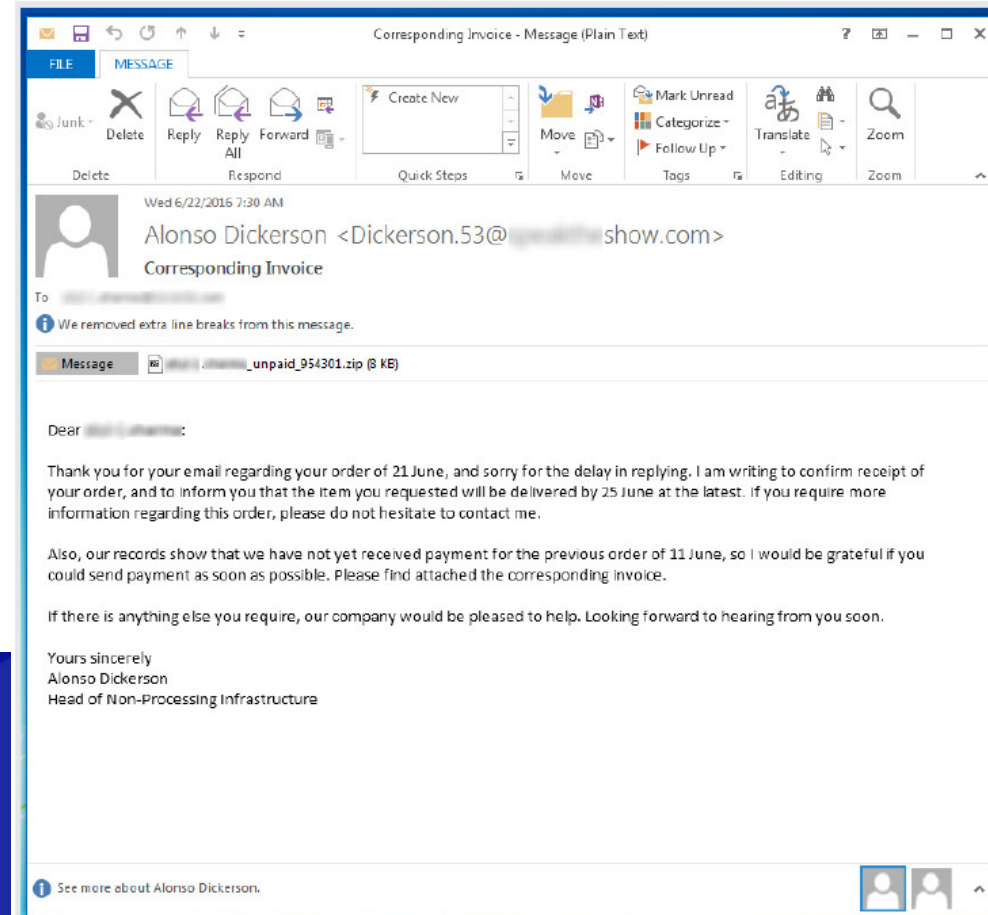 Corresponding Invoice - Message (Plain Text)
FILE MESSAGE
Junk
Delete
Reply
Reply All
Forward
Create New
Move
Mark Unread
Categorize
Follow Up
Translate
Zoom
Delete Respond Quick Steps Move Tags Editing Zoom
Wed 6/22/2016 7:30 AM
Alonso Dickerson <Dickerson.53@ show.com>
Corresponding Invoice
To
We removed extra line breaks from this message.
Message _unpaid_954301.zip (8 KB)
Dear :
Thank you for your email regarding your order of 21 June, and sorry for the delay in replying. I am writing to confirm receipt of
your order, and to inform you that the item you requested will be delivered by 25 June at the latest. If you require more
information regarding this order, please do not hesitate to contact me.
Also, our records show that we have not yet received payment for the previous order of 11 June, so I would be grateful if you
could send payment as soon as possible. Please find attached the corresponding invoice.
If there is anything else you require, our company would be pleased to help. Looking forward to hearing from you soon.
Yours sincerely
Alonso Dickerson
Head of Non-Processing Infrastructure
See more about Alonso Dickerson.